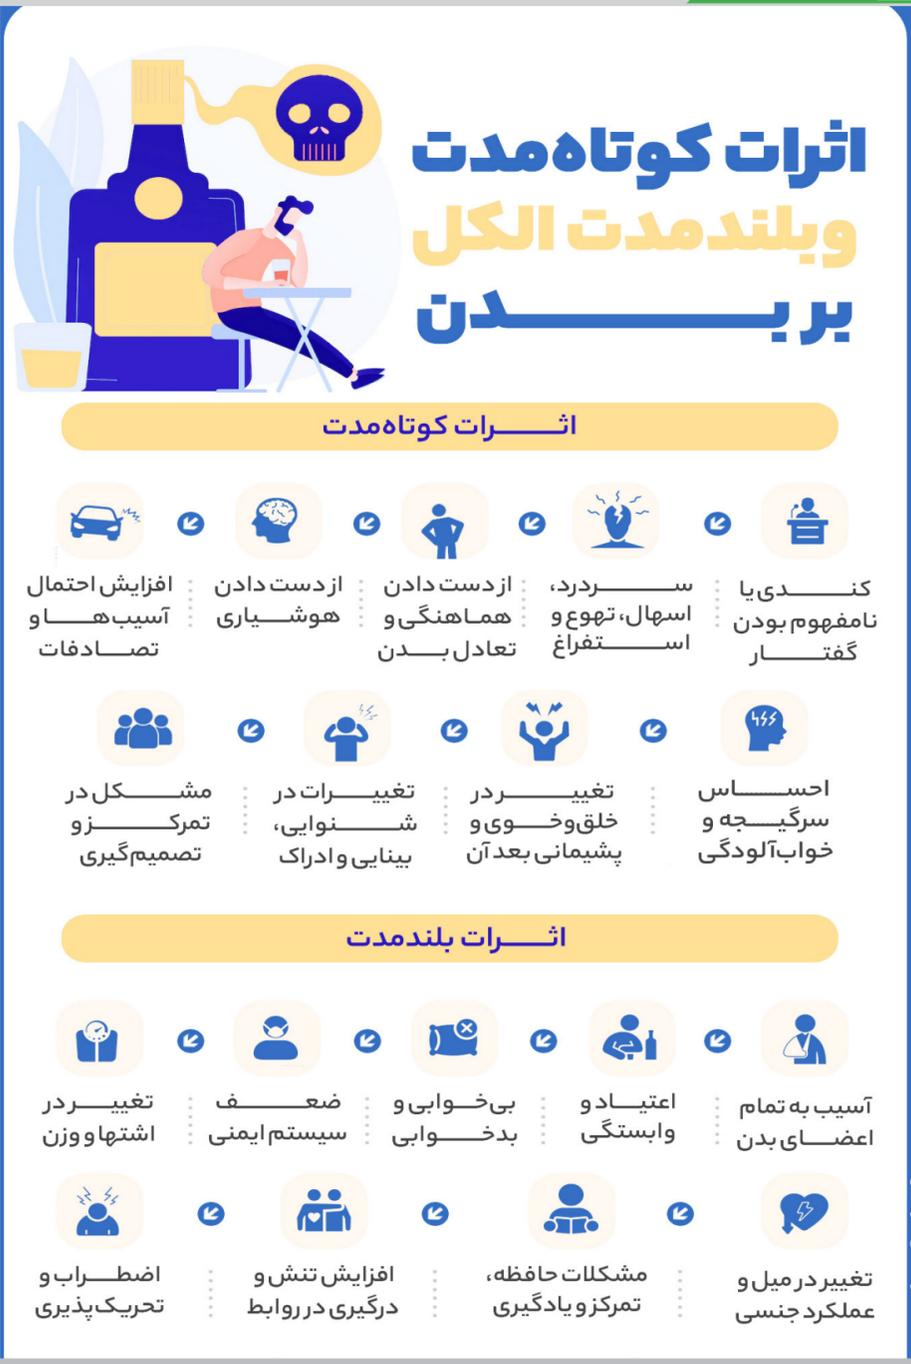 اثرات کوتاه‌مدت
وبلندمدت الکل
بر بدن
اثرات کوتاه‌مدت
کندی یا
نامفهوم بودن
گفتار
سردرد،
اسهال، تهوع و
استفراغ
از دست دادن
هماهنگی و
تعادل بدن
از دست دادن
هوشیاری
افزایش احتمال
آسیب‌ها و
تصادفات
احساس
سرگیجه و
خواب‌آلودگی
تغییر در
خلق‌وخوی و
پشیمانی بعد آن
تغییرات در
شنوایی،
بینایی و ادراک
مشکل در
تمرکز و
تصمیم‌گیری
اثرات بلندمدت
آسیب به تمام
اعضای بدن
اعتیاد و
وابستگی
بی‌خوابی و
بدخوابی
ضعف
سیستم ایمنی
تغییر در
اشتها و وزن
تغییر در میل و
عملکرد جنسی
مشکلات حافظه،
تمرکز و یادگیری
افزایش تنش و
درگیری در روابط
اضطراب و
تحریک‌پذیری